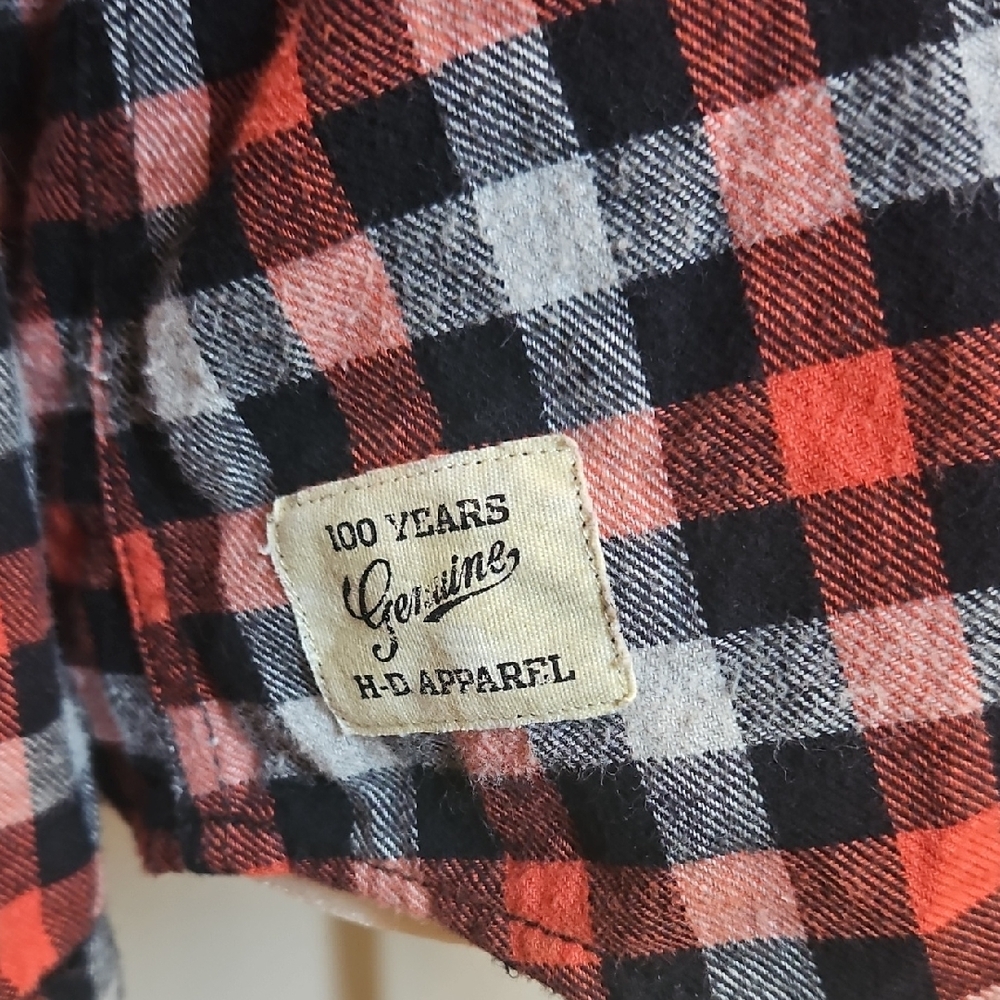 100 YEARS
Genuine
H-D APPAREL